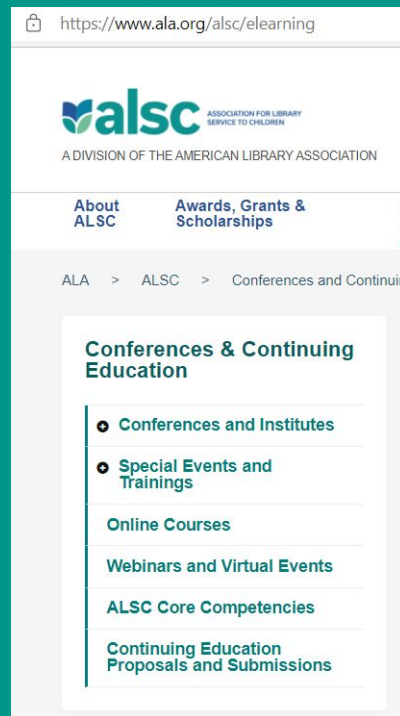 https://www.ala.org/alsc/elearning
alsc
ASSOCIATION FOR LIBRARY
SERVICE TO CHILDREN
A DIVISION OF THE AMERICAN LIBRARY ASSOCIATION
About
ALSC
Awards, Grants &
Scholarships
ALA > ALSC > Conferences and Continui
Conferences & Continuing
Education
Conferences and Institutes
Special Events and
Trainings
Online Courses
Webinars and Virtual Events
ALSC Core Competencies
Continuing Education
Proposals and Submissions